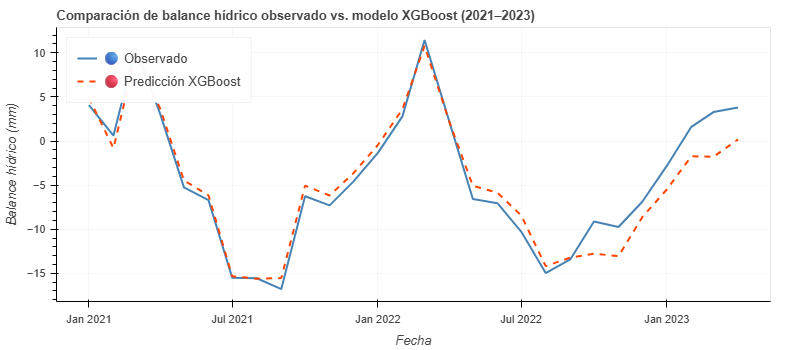 Comparación de balance hídrico observado vs. modelo XGBoost (2021–2023)
Observado
Predicción XGBoost
Balance hídrico (mm)
10
5
0
−5
−10
−15
Jan 2021
Jul 2021
Jan 2022
Jul 2022
Jan 2023
Fecha